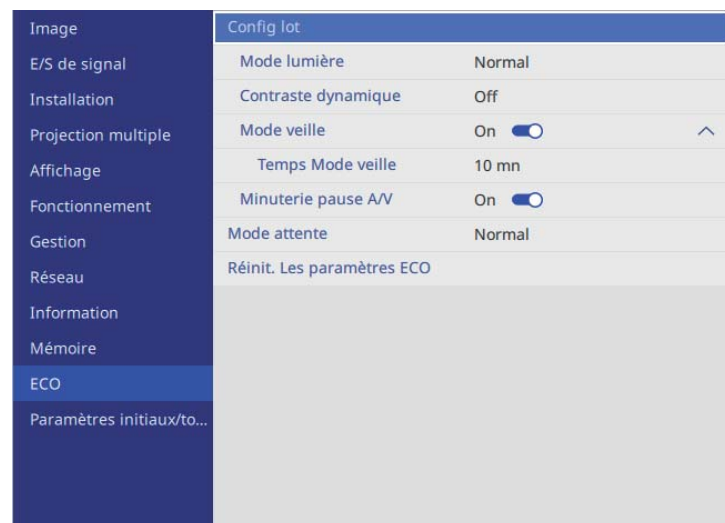 Image
E/S de signal
Installation
Projection multiple
Affichage
Fonctionnement
Gestion
Réseau
Information
Mémoire
ECO
Paramètres initiaux/to...
Config lot
Mode lumière Normal
Contraste dynamique Off
Mode veille On
Temps Mode veille 10 mn
Minuterie pause A/V On
Mode attente Normal
Réinit. Les paramètres ECO